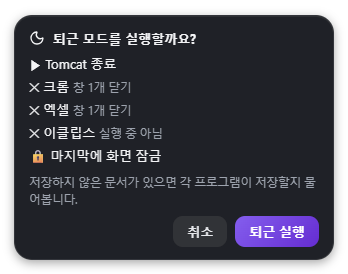 퇴근 모드를 실행할까요?
▶ Tomcat 종료
✕ 크롬 창 1개 닫기
✕ 엑셀 창 1개 닫기
✕ 이클립스 실행 중 아님
🔒 마지막에 화면 잠금
저장하지 않은 문서가 있으면 각 프로그램이 저장할지 물
어봅니다.
취소 퇴근 실행